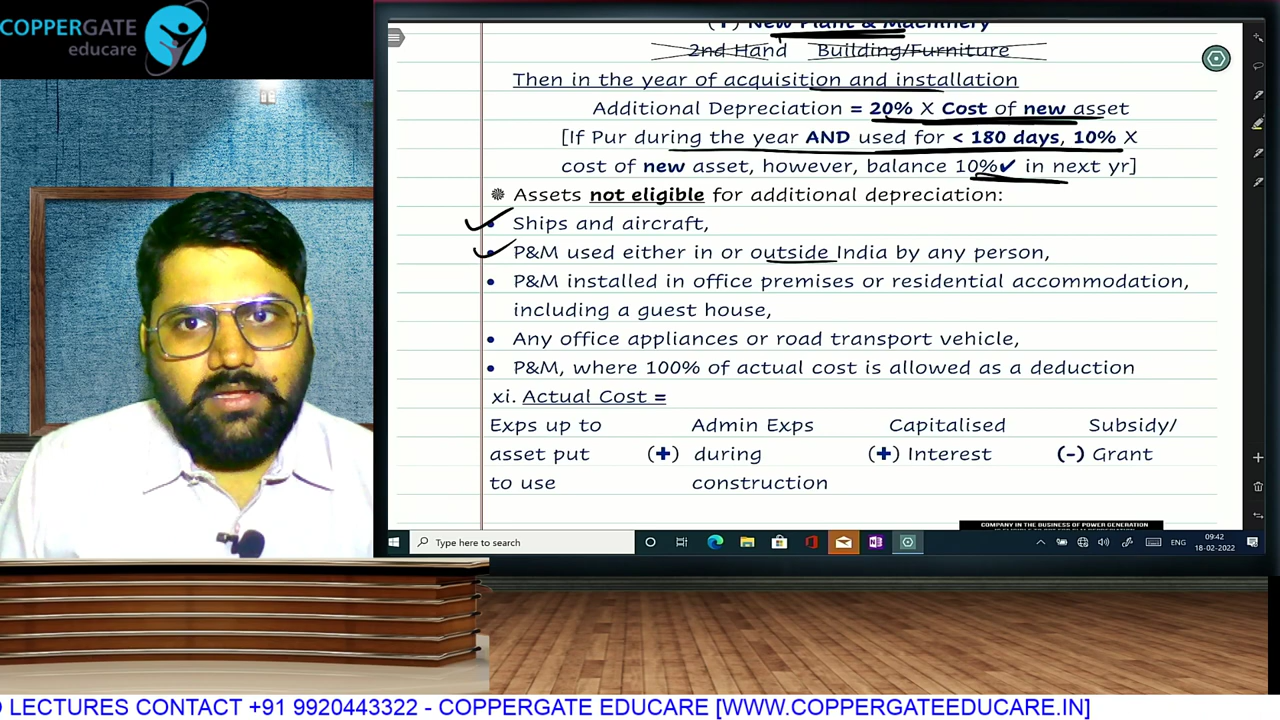 COPPERGATE
educare
(+) New Plant & Machinery
2nd Hand Building/Furniture
Then in the year of acquisition and installation
Additional Depreciation = 20% X Cost of new asset
[If Pur during the year AND used for < 180 days, 10% X
cost of new asset, however, balance 10%✔ in next yr]
Assets not eligible for additional depreciation:
• Ships and aircraft,
• P&M used either in or outside India by any person,
• P&M installed in office premises or residential accommodation,
including a guest house,
• Any office appliances or road transport vehicle,
• P&M, where 100% of actual cost is allowed as a deduction
xi. Actual Cost =
Exps up to Admin Exps Capitalised Subsidy/
asset put (+) during (+) Interest (-) Grant
to use construction
COMPANY IN THE BUSINESS OF POWER GENERATION
Type here to search
ENG
09:42
18-02-2022
LECTURES CONTACT +91 9920443322 - COPPERGATE EDUCARE [WWW.COPPERGATEEDUCARE.IN]